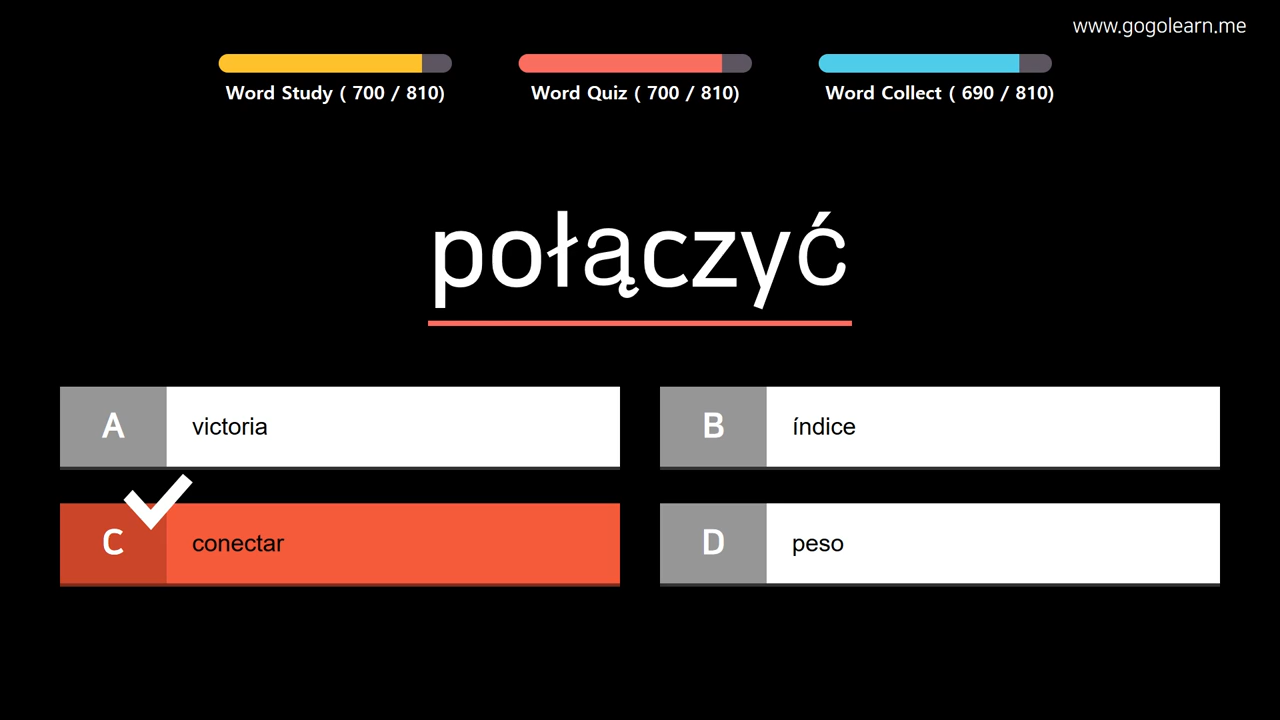 www.gogolearn.me
Word Study ( 700 / 810)
Word Quiz ( 700 / 810)
Word Collect ( 690 / 810)
połączyć
A victoria
B índice
C conectar
D peso